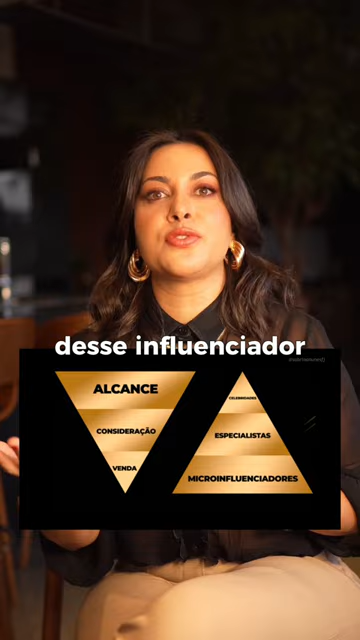 desse influenciador
ALCANCE
CONSIDERAÇÃO
VENDA
CELEBRIDADES
ESPECIALISTAS
MICROINFLUENCIADORES